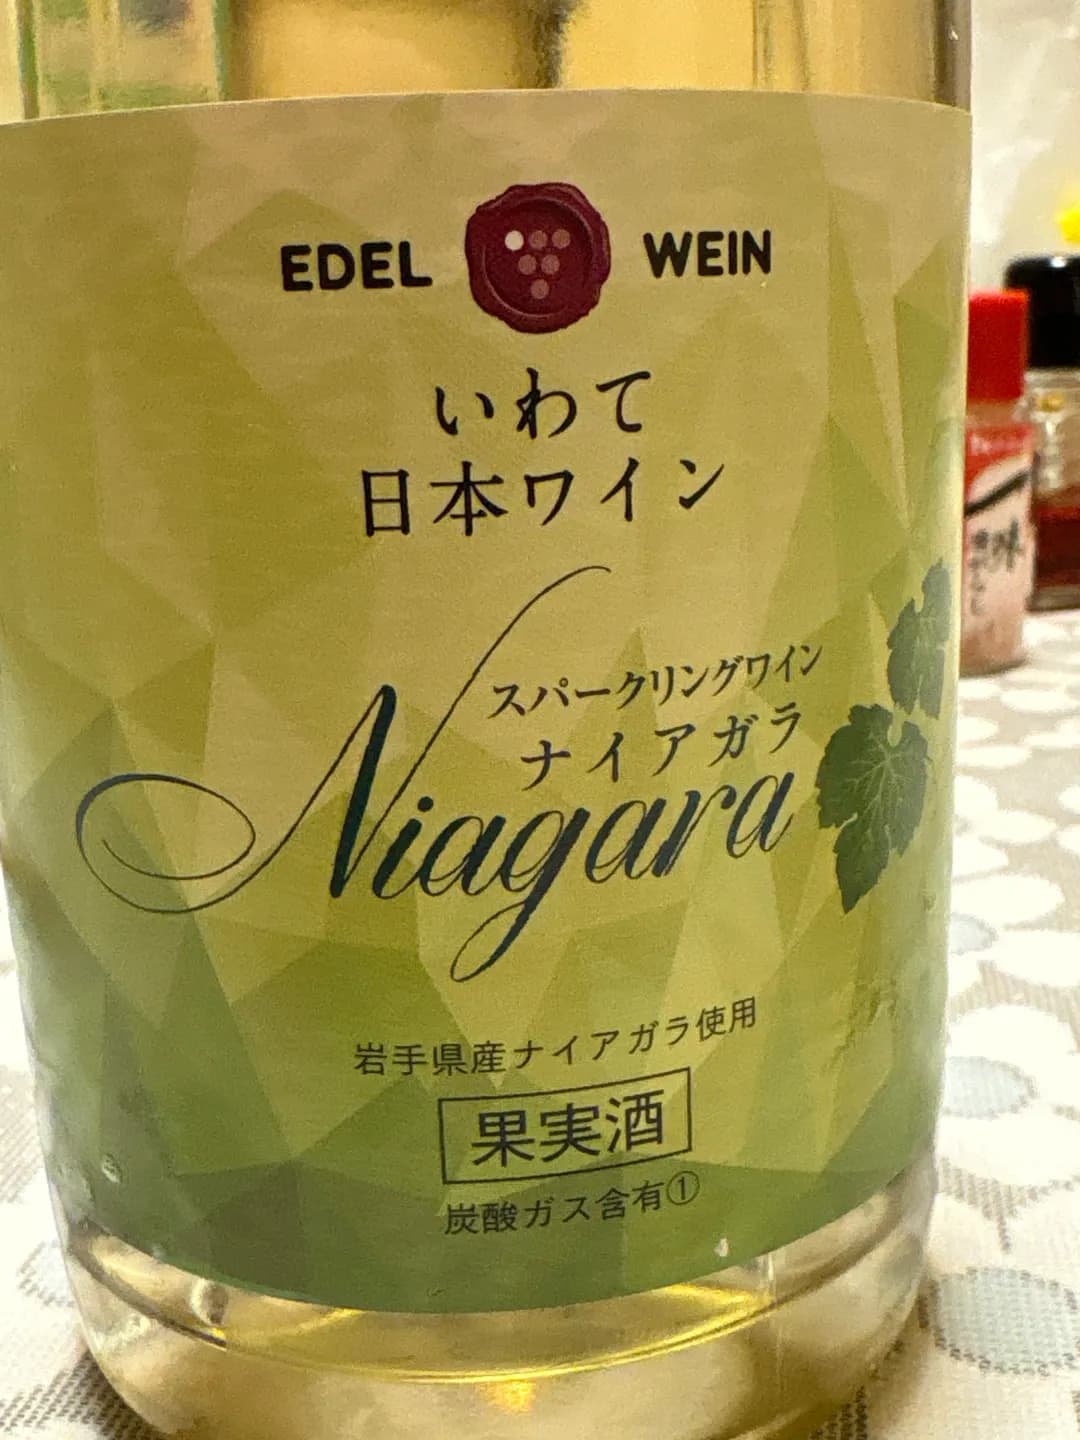 EDEL WEIN
いわて
日本ワイン
スパークリングワイン
ナイアガラ
Niagara
岩手県産ナイアガラ使用
果実酒
炭酸ガス含有①